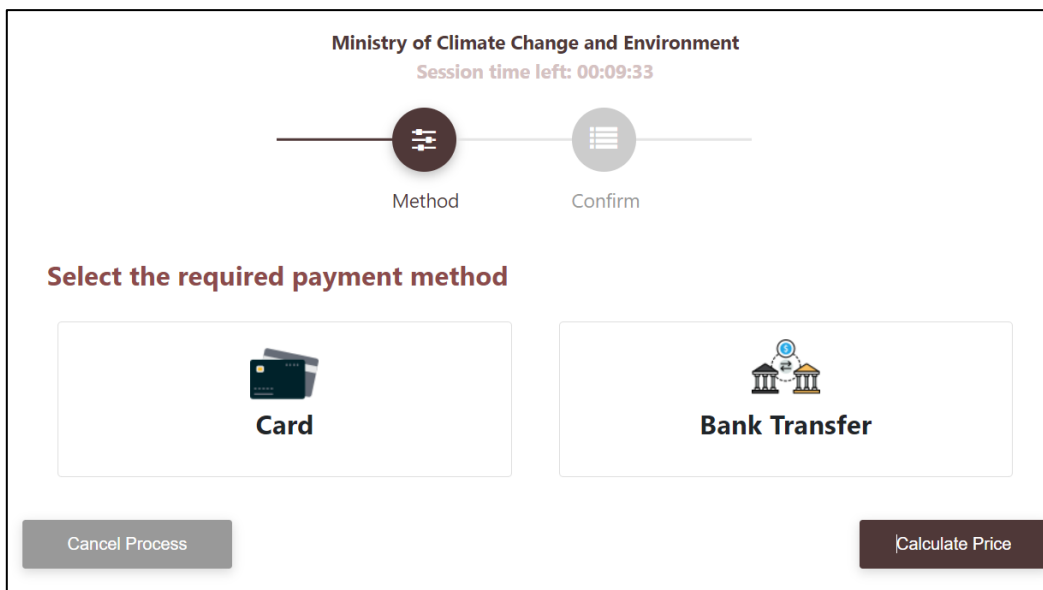 Ministry of Climate Change and Environment
Session time left: 00:09:33
Method
Confirm
Select the required payment method
Card
Bank Transfer
Cancel Process
Calculate Price